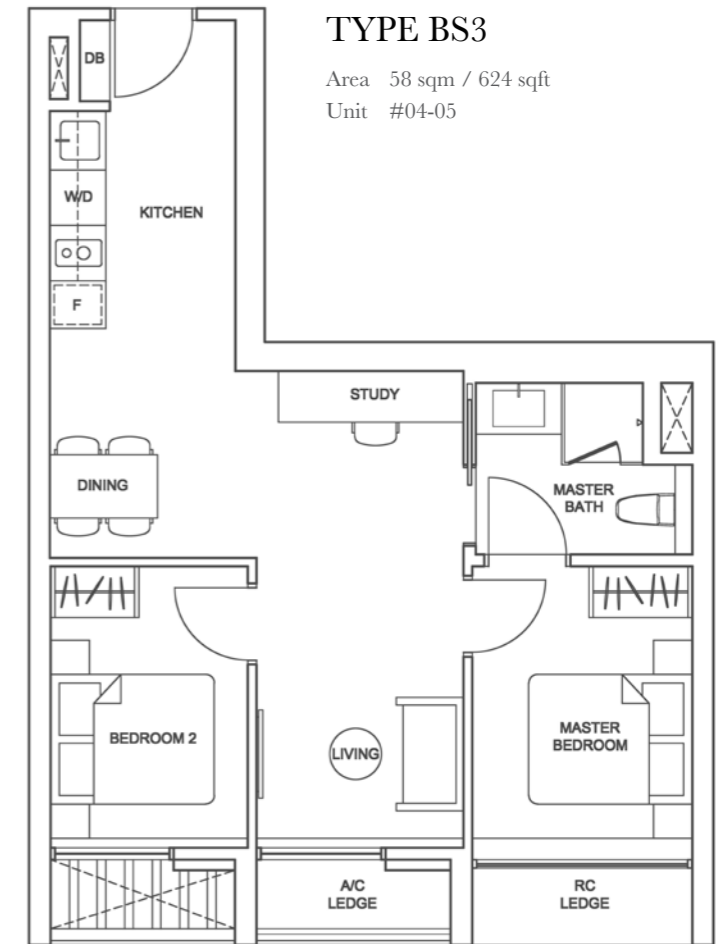 TYPE BS3
Area 58 sqm / 624 sqft
Unit #04-05
DB
W/D
KITCHEN
F
STUDY
DINING
MASTER
BATH
BEDROOM 2
LIVING
MASTER
BEDROOM
A/C
LEDGE
RC
LEDGE